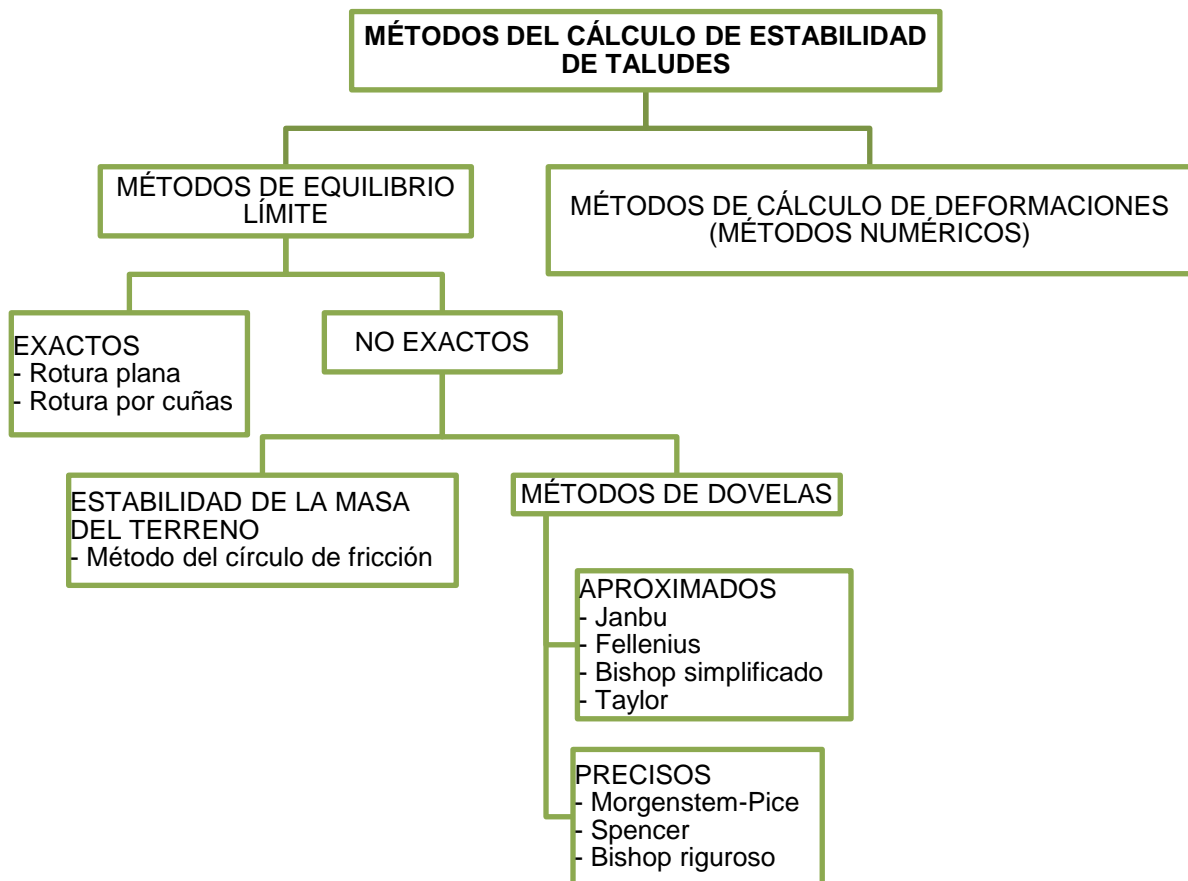 MÉTODOS DEL CÁLCULO DE ESTABILIDAD
DE TALUDES
MÉTODOS DE EQUILIBRIO
LÍMITE
MÉTODOS DE CÁLCULO DE DEFORMACIONES
(MÉTODOS NUMÉRICOS)
EXACTOS
- Rotura plana
- Rotura por cuñas
NO EXACTOS
ESTABILIDAD DE LA MASA
DEL TERRENO
- Método del círculo de fricción
MÉTODOS DE DOVELAS
APROXIMADOS
- Janbu
- Fellenius
- Bishop simplificado
- Taylor
PRECISOS
- Morgenstem-Pice
- Spencer
- Bishop riguroso